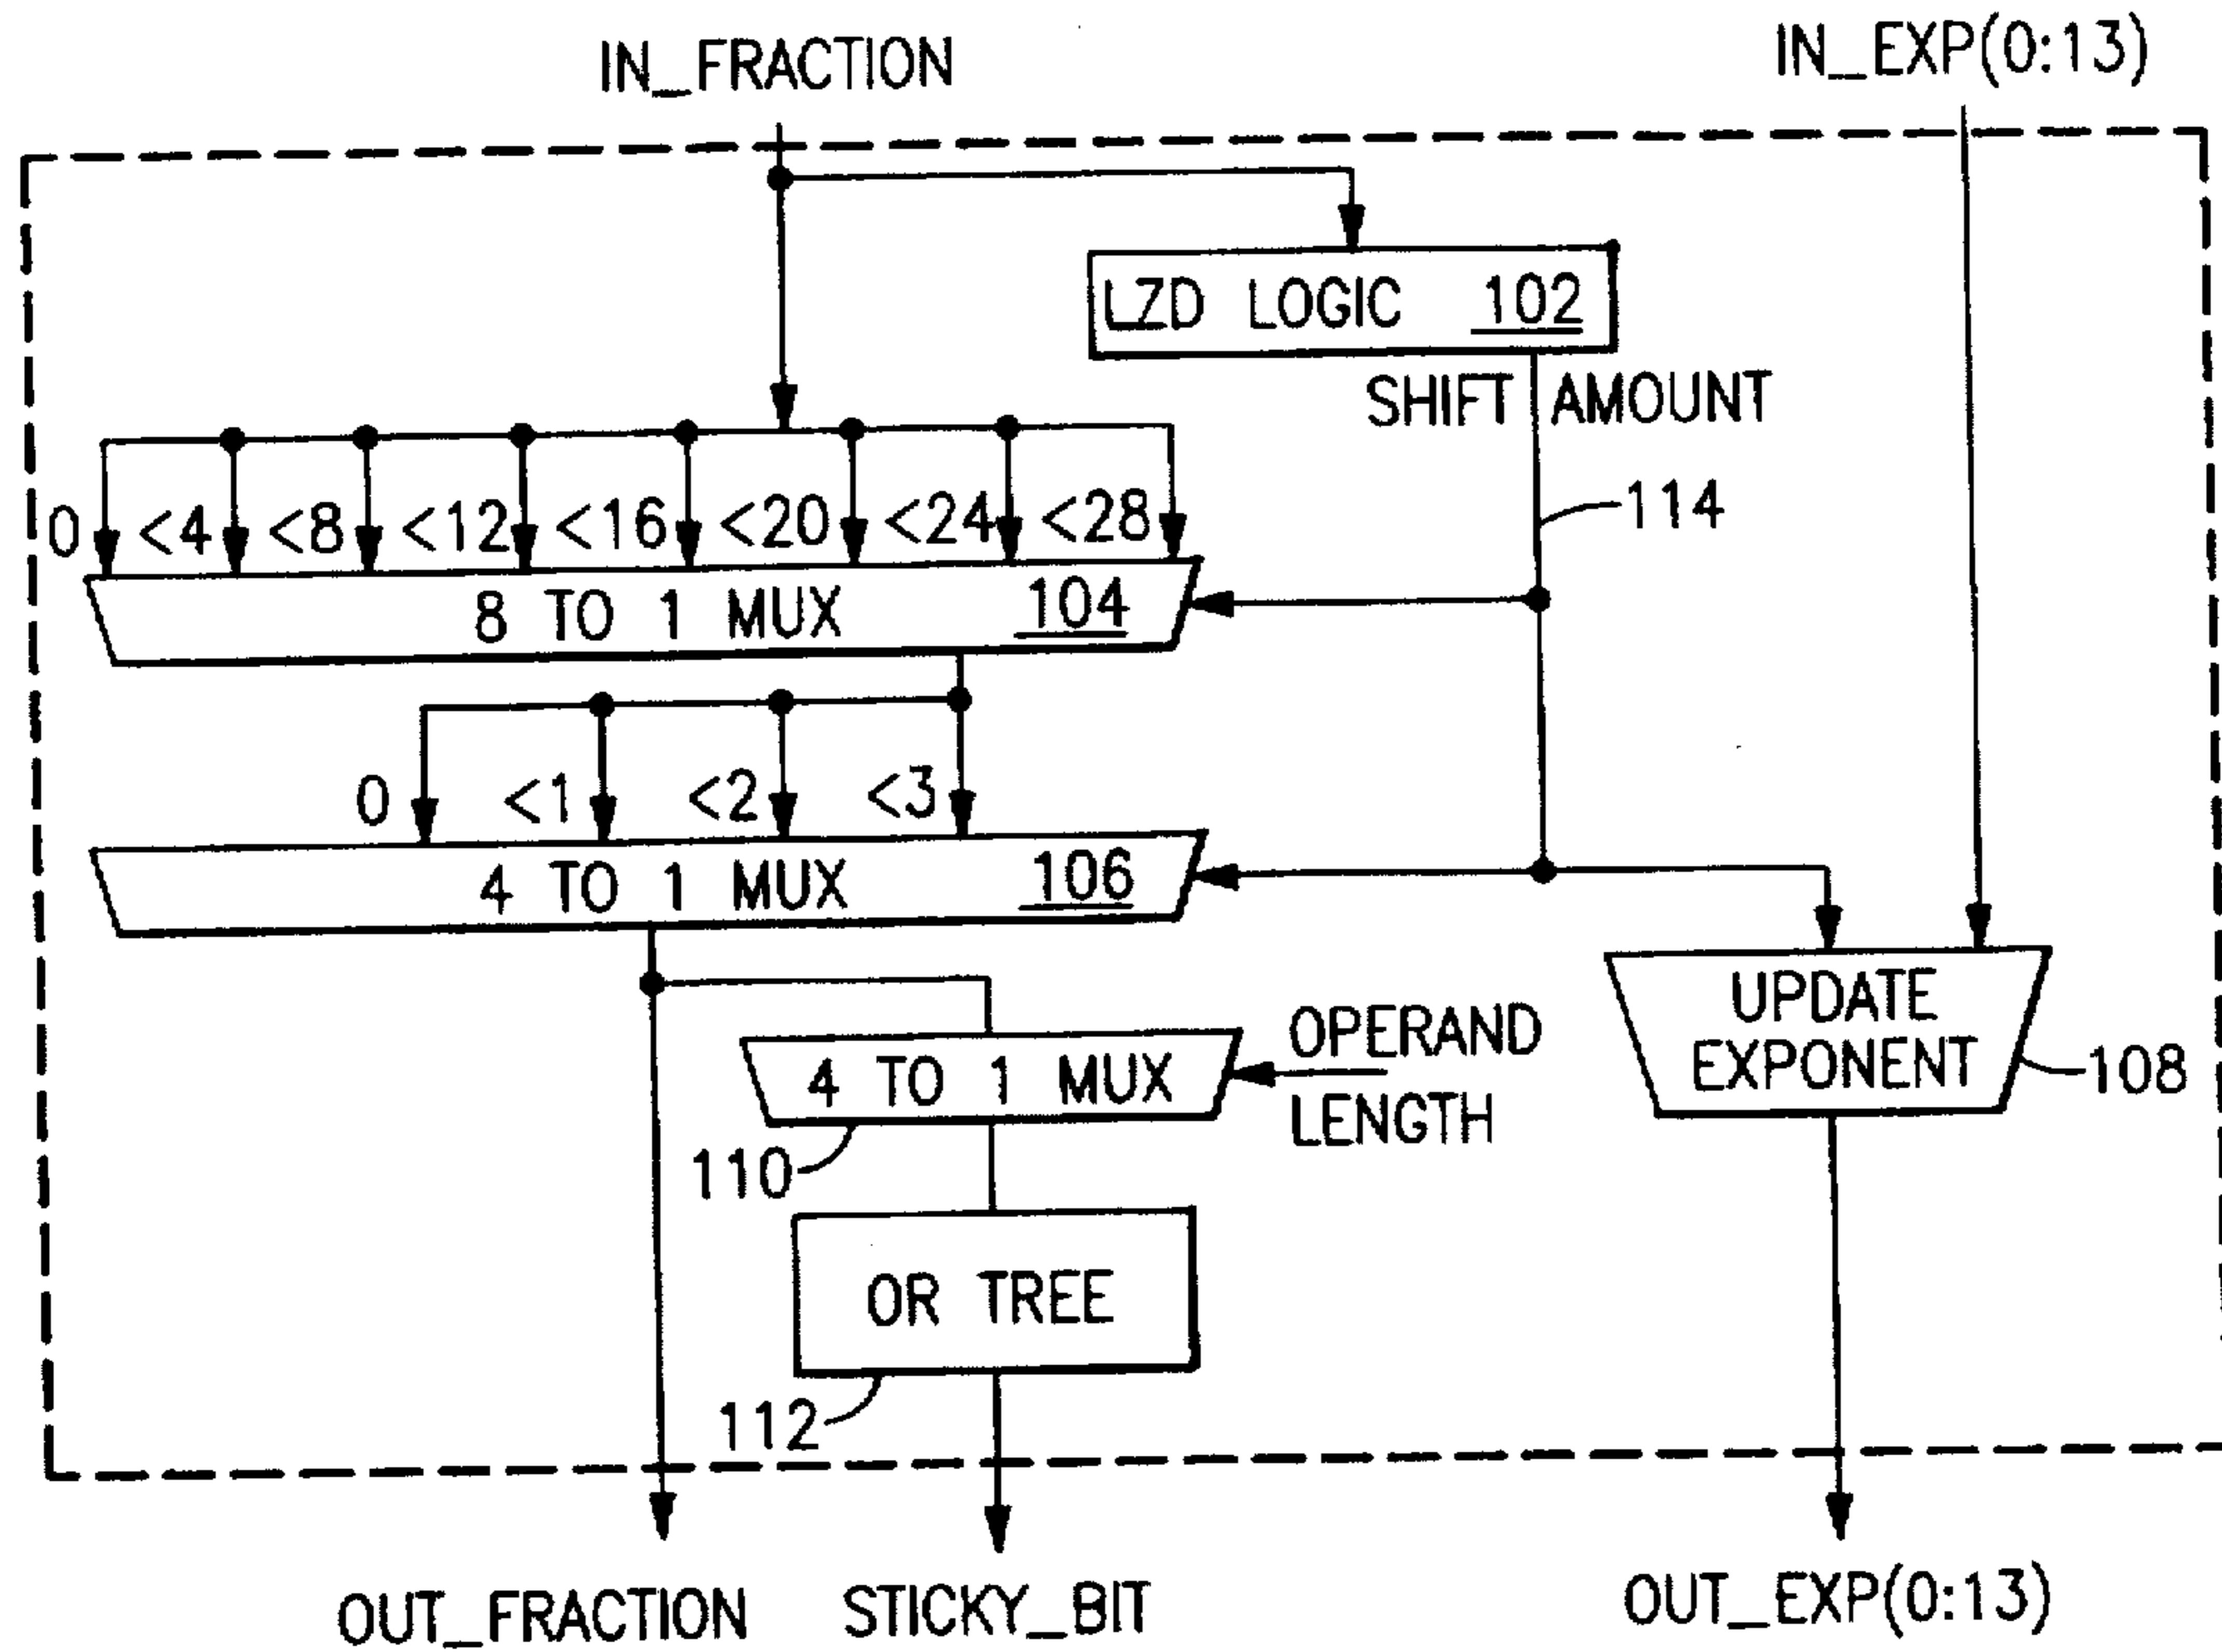 IN_FRACTION
IN_EXP(0:13)
LZD LOGIC 102
SHIFT AMOUNT
114
0 <4 <8 <12 <16 <20 <24 <28
8 TO 1 MUX 104
0 <1 <2 <3
4 TO 1 MUX 106
UPDATE
EXPONENT
108
OPERAND
LENGTH
4 TO 1 MUX
110
OR TREE
112
OUT_FRACTION
STICKY_BIT
OUT_EXP(0:13)